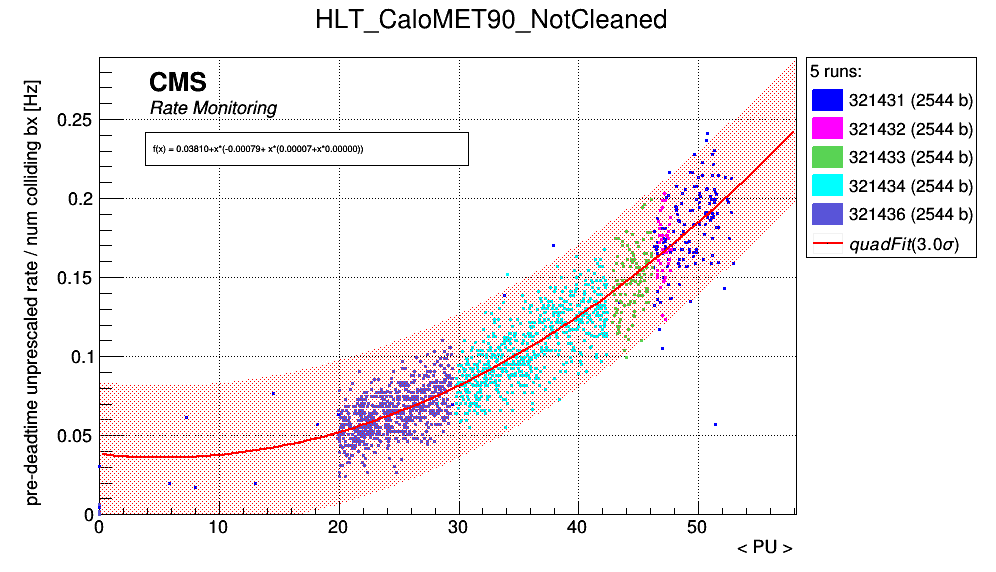 HLT_CaloMET90_NotCleaned
pre-deadtime unprescaled rate / num colliding bx [Hz]
CMS
Rate Monitoring
f(x) = 0.03810+x*(-0.00079+ x*(0.00007+x*0.00000))
0.25
0.2
0.15
0.1
0.05
0
0 10 20 30 40 50
< PU >
5 runs:
321431 (2544 b)
321432 (2544 b)
321433 (2544 b)
321434 (2544 b)
321436 (2544 b)
quadFit(3.0σ)